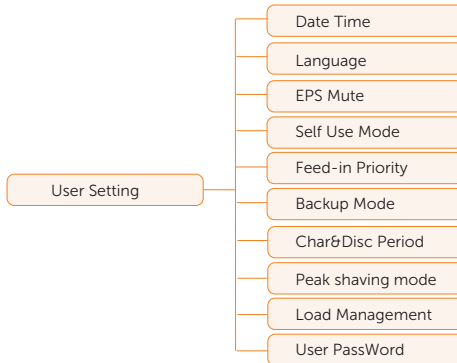 Date Time
Language
EPS Mute
Self Use Mode
Feed-in Priority
User Setting
Backup Mode
Char&Disc Period
Peak shaving mode
Load Management
User PassWord